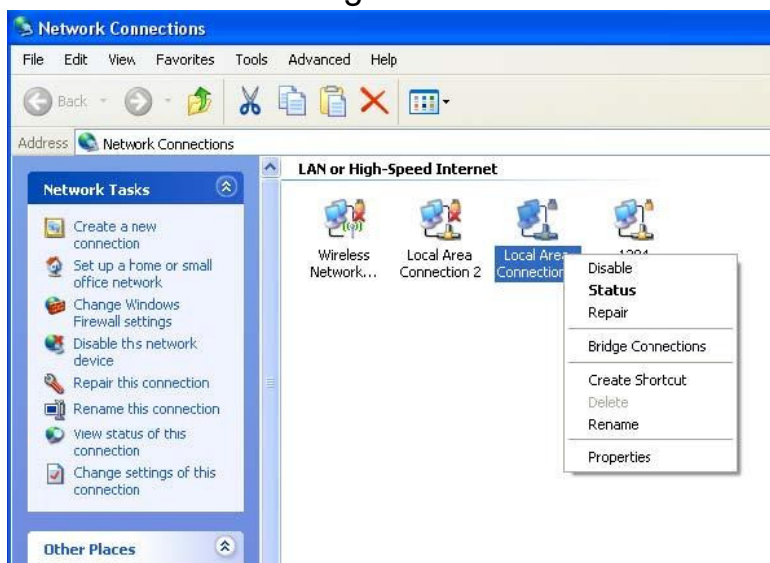 Network Connections
File Edit View Favorites Tools Advanced Help
Back
Address Network Connections
LAN or High-Speed Internet
Network Tasks
Create a new
connection
Set up a home or small
office network
Change Windows
Firewall settings
Disable this network
device
Repair this connection
Rename this connection
View status of this
connection
Change settings of this
connection
Other Places
Wireless
Network...
Local Area
Connection 2
Local Area
Connection
1394
Disable
Status
Repair
Bridge Connections
Create Shortcut
Delete
Rename
Properties